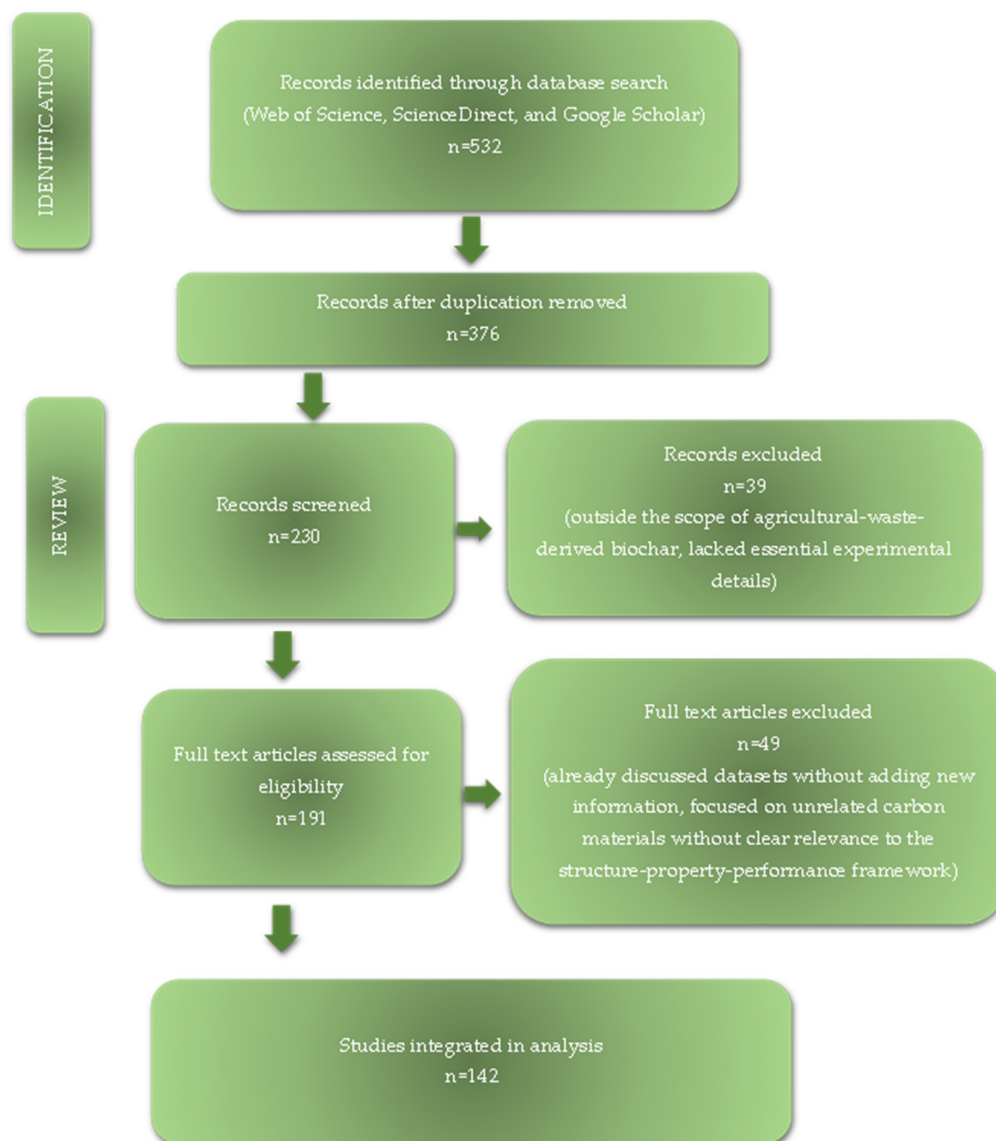 IDENTIFICATION
Records identified through database search
(Web of Science, ScienceDirect, and Google Scholar)
n=532
Records after duplication removed
n=376
REVIEW
Records screened
n=230
Records excluded
n=39
(outside the scope of agricultural-waste-
derived biochar, lacked essential experimental
details)
Full text articles assessed for
eligibility
n=191
Full text articles excluded
n=49
(already discussed datasets without adding new
information, focused on unrelated carbon
materials without clear relevance to the
structure-property-performance framework)
Studies integrated in analysis
n=142